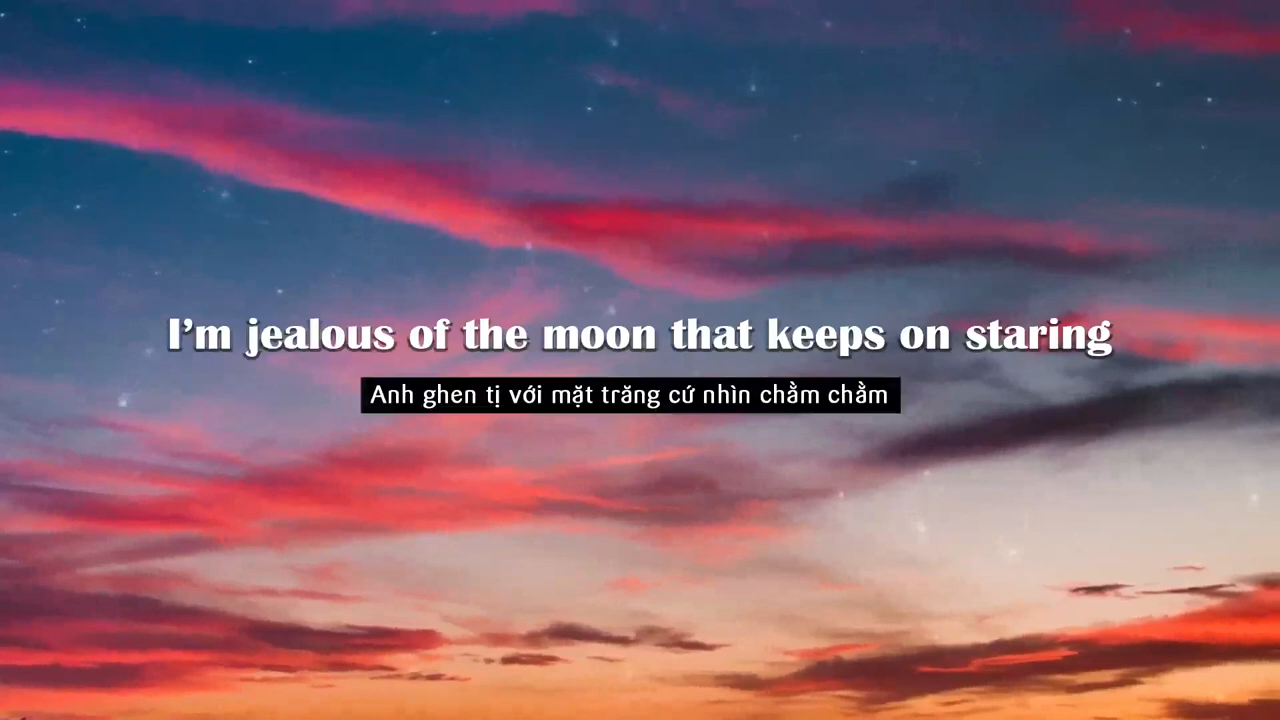 I’m jealous of the moon that keeps on staring
Anh ghen tị với mặt trăng cứ nhìn chằm chằm